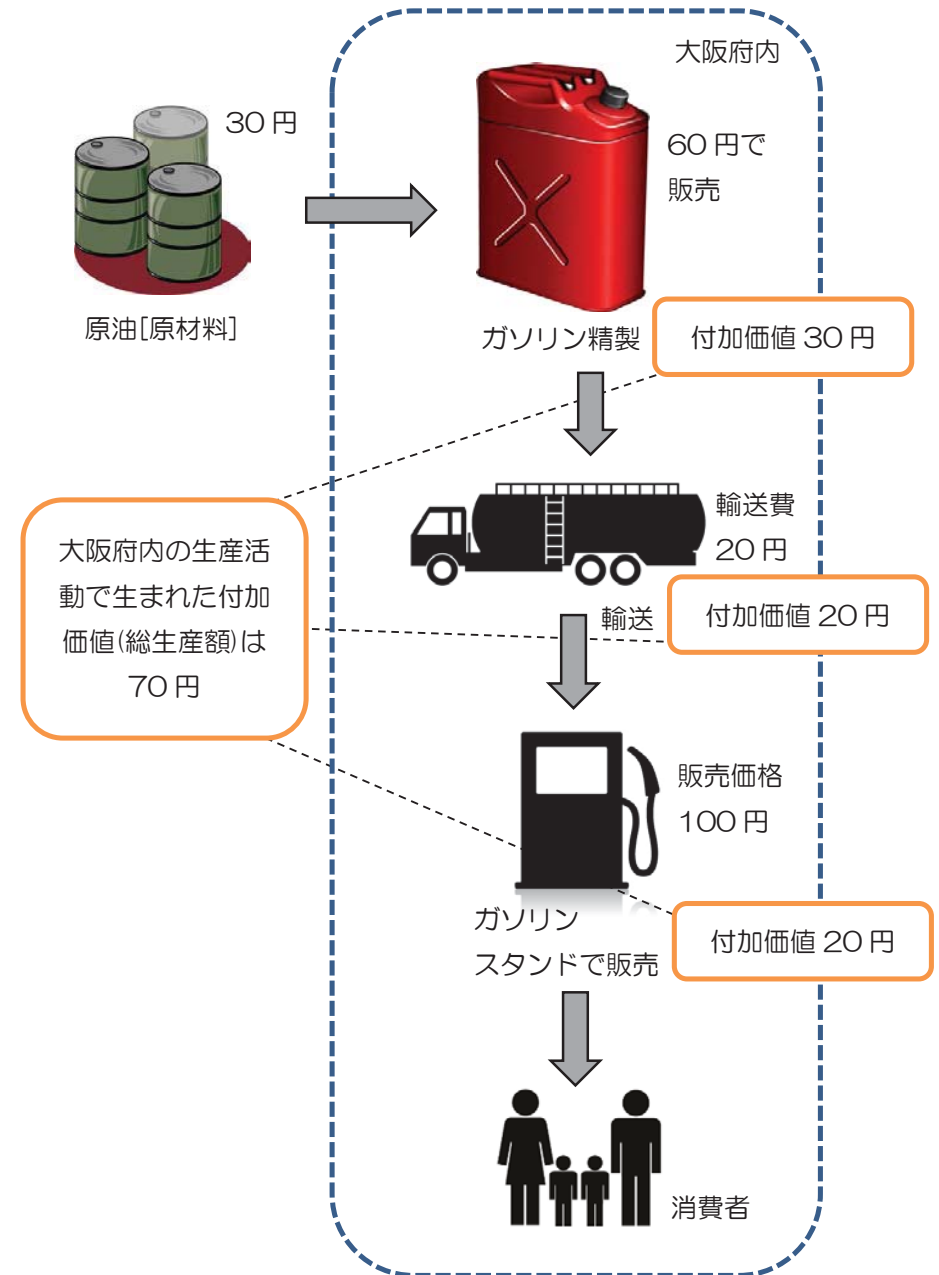 大阪府内
30円
60円で
販売
原油[原材料]
ガソリン精製
付加価値30円
輸送費
20円
大阪府内の生産活
動で生まれた付加
価値(総生産額)は
70円
輸送
付加価値20円
販売価格
100円
ガソリン
スタンドで販売
付加価値20円
消費者